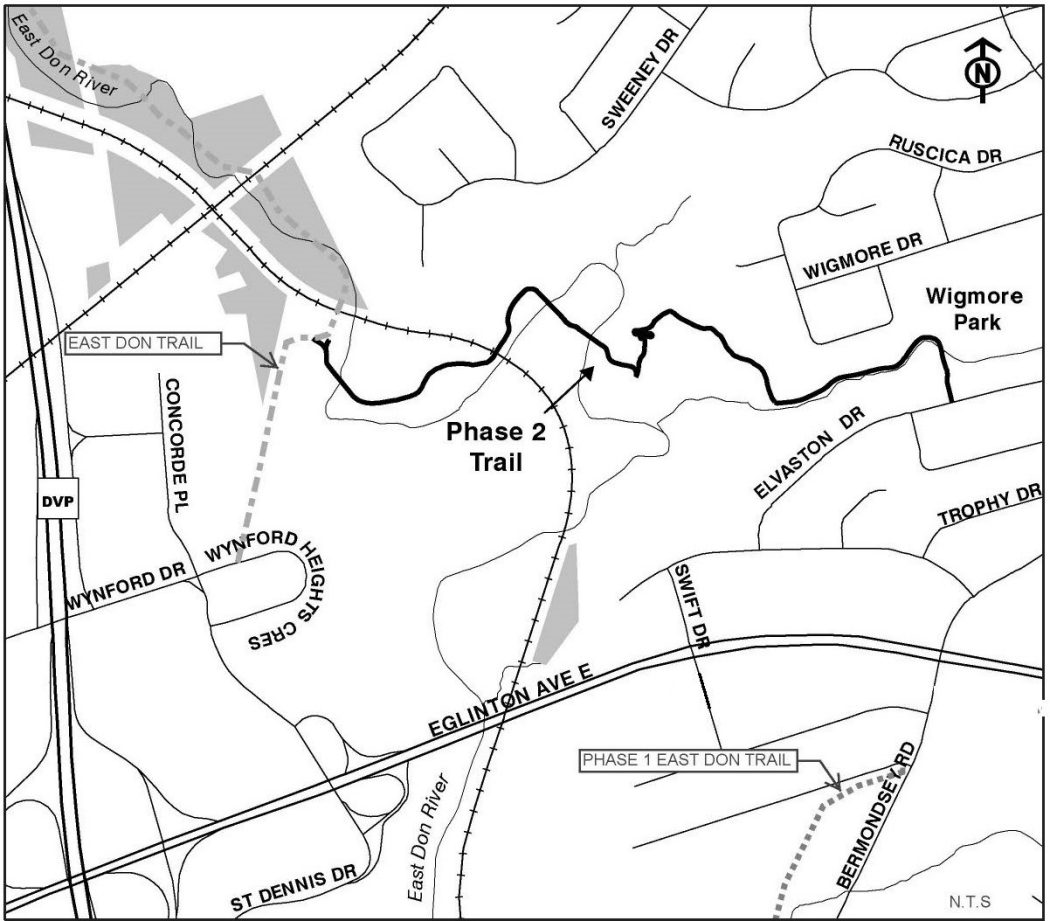 East Don River
SWEENEY DR
N
RUSCICA DR
WIGMORE DR
Wigmore
Park
EAST DON TRAIL
CONCORDE PL
Phase 2
Trail
ELVASTON DR
TROPHY DR
DVP
WYNFORD HEIGHTS CRES
WYNFORD DR
SWIFT DR
EGLINTON AVE E
PHASE 1 EAST DON TRAIL
BERMONDSEY RD
East Don River
ST DENNIS DR
N.T.S